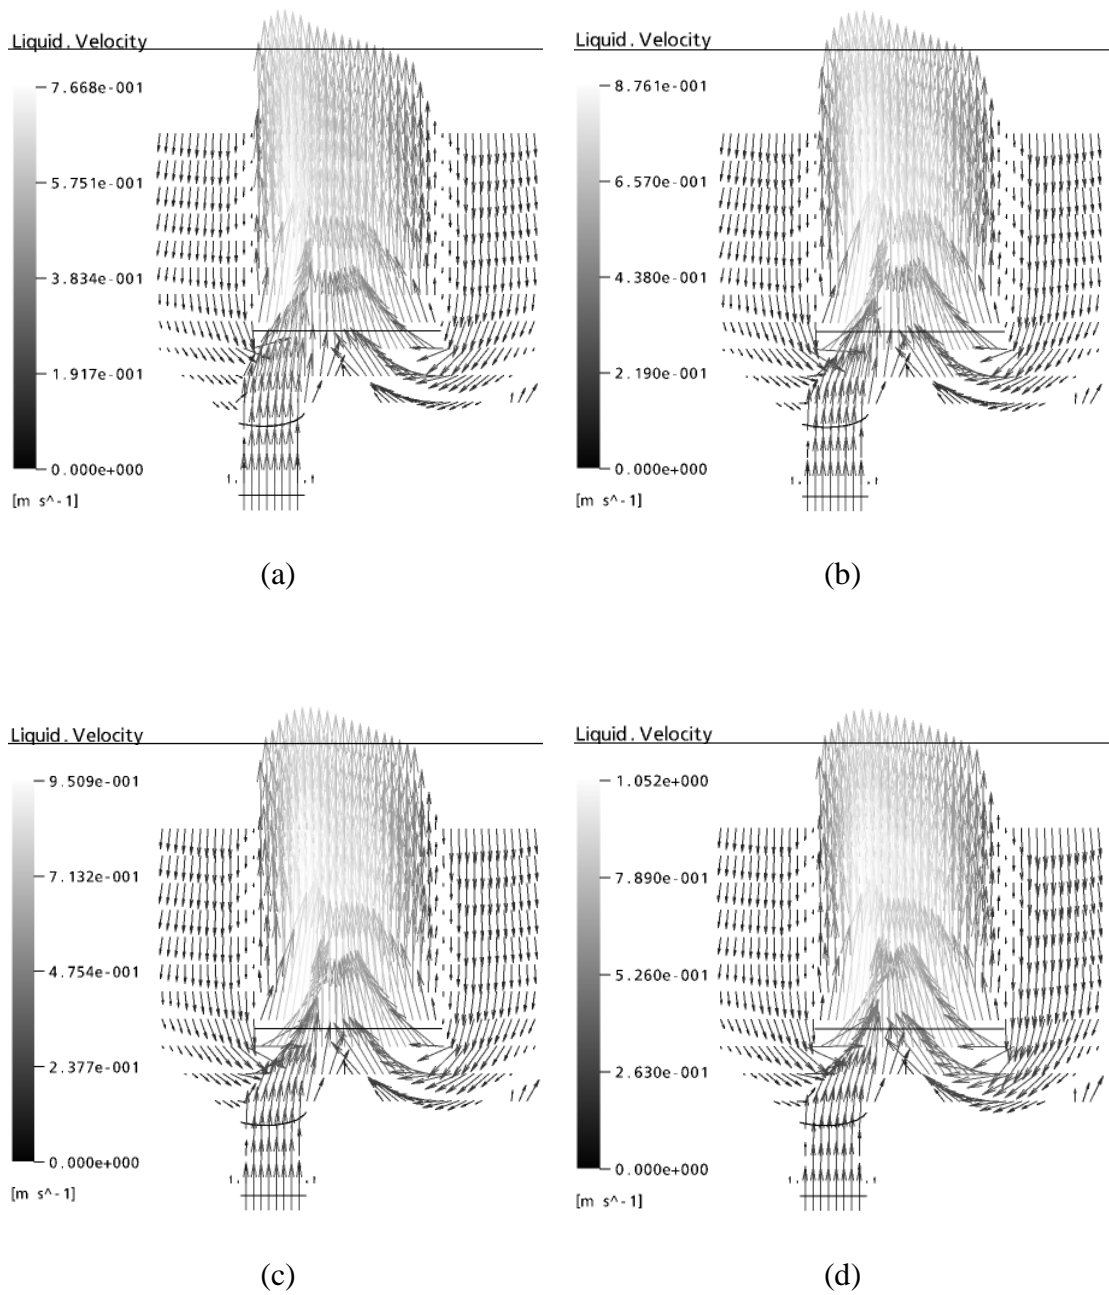 Liquid.Velocity
7.668e-001
5.751e-001
3.834e-001
1.917e-001
0.000e+000
[m s^-1]
(a)
Liquid.Velocity
8.761e-001
6.570e-001
4.380e-001
2.190e-001
0.000e+000
[m s^-1]
(b)
Liquid.Velocity
9.509e-001
7.132e-001
4.754e-001
2.377e-001
0.000e+000
[m s^-1]
(c)
Liquid.Velocity
1.052e+000
7.890e-001
5.260e-001
2.630e-001
0.000e+000
[m s^-1]
(d)